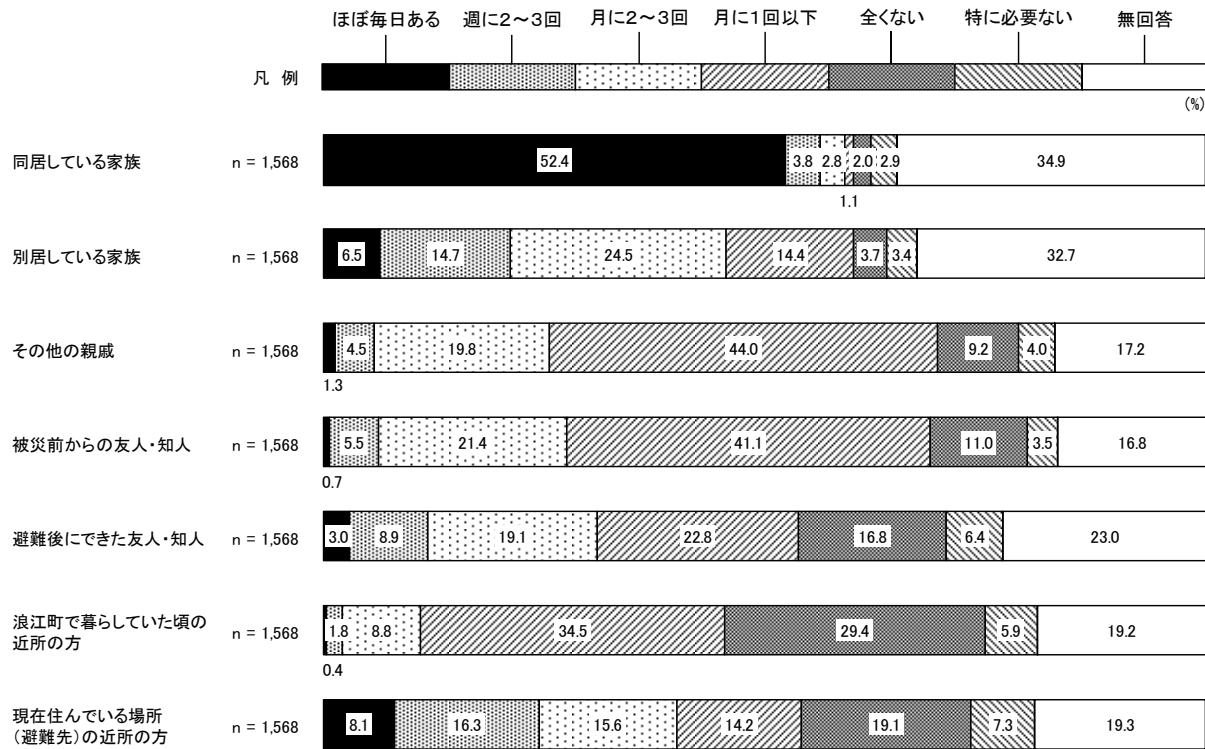 ほぼ毎日ある 週に2～3回 月に2～3回 月に1回以下 全くない 特に必要ない 無回答
凡 例
(%)
同居している家族 n = 1,568 52.4 3.8 2.8 2.0 2.9 34.9
1.1
別居している家族 n = 1,568 6.5 14.7 24.5 14.4 3.7 3.4 32.7
その他の親戚 n = 1,568 4.5 19.8 44.0 9.2 4.0 17.2
1.3
被災前からの友人・知人 n = 1,568 5.5 21.4 41.1 11.0 3.5 16.8
0.7
避難後にできた友人・知人 n = 1,568 3.0 8.9 19.1 22.8 16.8 6.4 23.0
浪江町で暮らしていた頃の
近所の方 n = 1,568 1.8 8.8 34.5 29.4 5.9 19.2
0.4
現在住んでいる場所
（避難先）の近所の方 n = 1,568 8.1 16.3 15.6 14.2 19.1 7.3 19.3